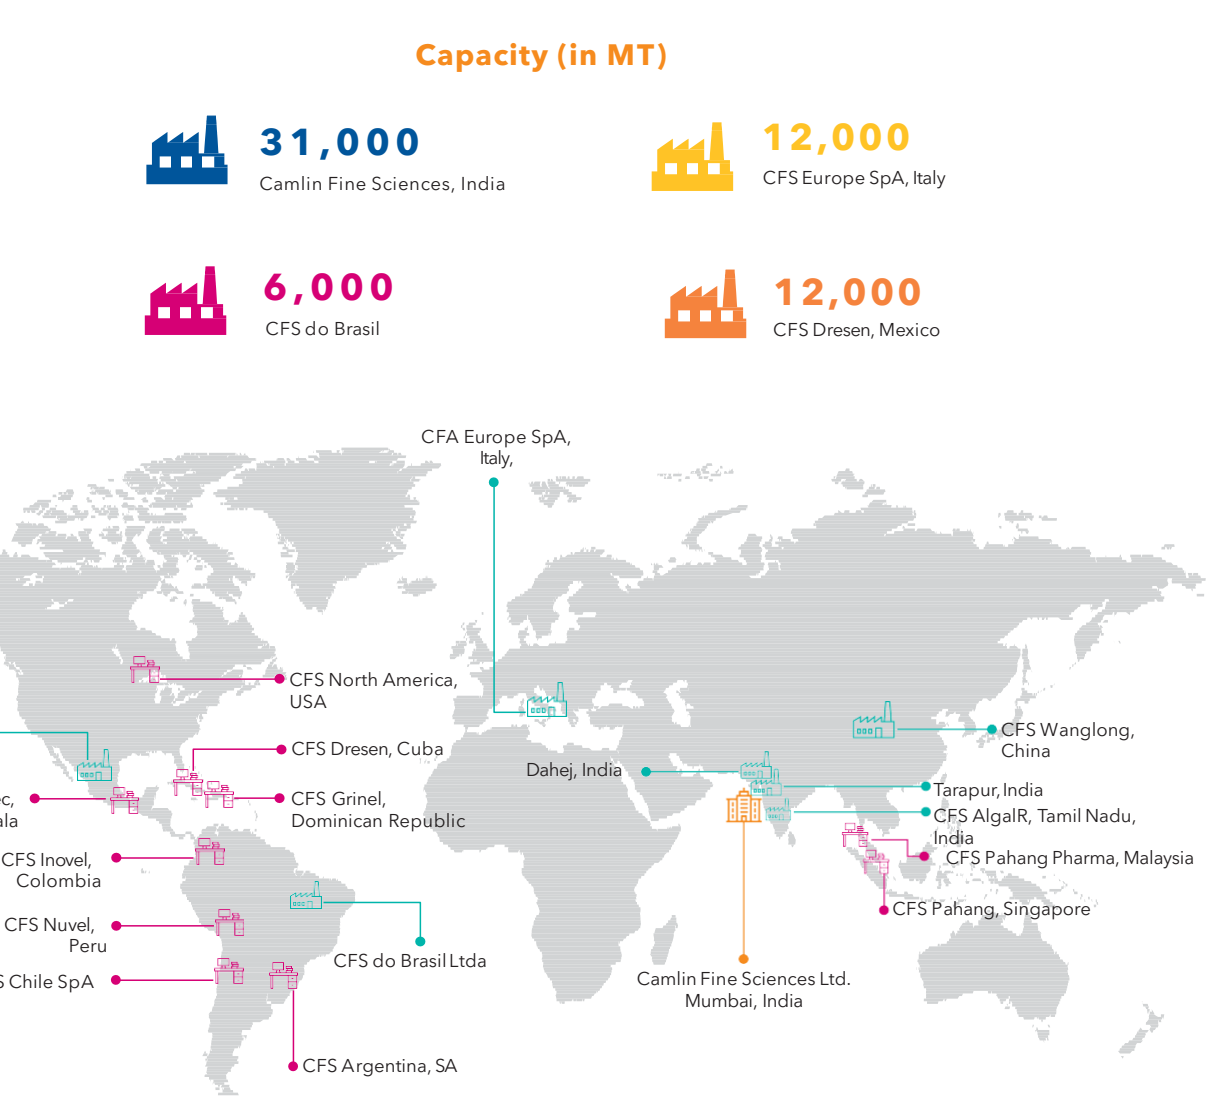 Capacity (in MT)
31,000
Camlin Fine Sciences, India
12,000
CFS Europe SpA, Italy
6,000
CFS do Brasil
12,000
CFS Dresen, Mexico
CFA Europe SpA,
Italy,
CFS North America,
USA
CFS Dresen, Cuba
CFS Grinel,
Dominican Republic
CFS Inovel,
Colombia
CFS Nuvel,
Peru
Chile SpA
CFS do Brasil Ltda
CFS Argentina, SA
Dahej, India
CFS Wanglong,
China
Tarapur, India
CFS AlgalR, Tamil Nadu,
India
CFS Pahang Pharma, Malaysia
CFS Pahang, Singapore
Camlin Fine Sciences Ltd.
Mumbai, India